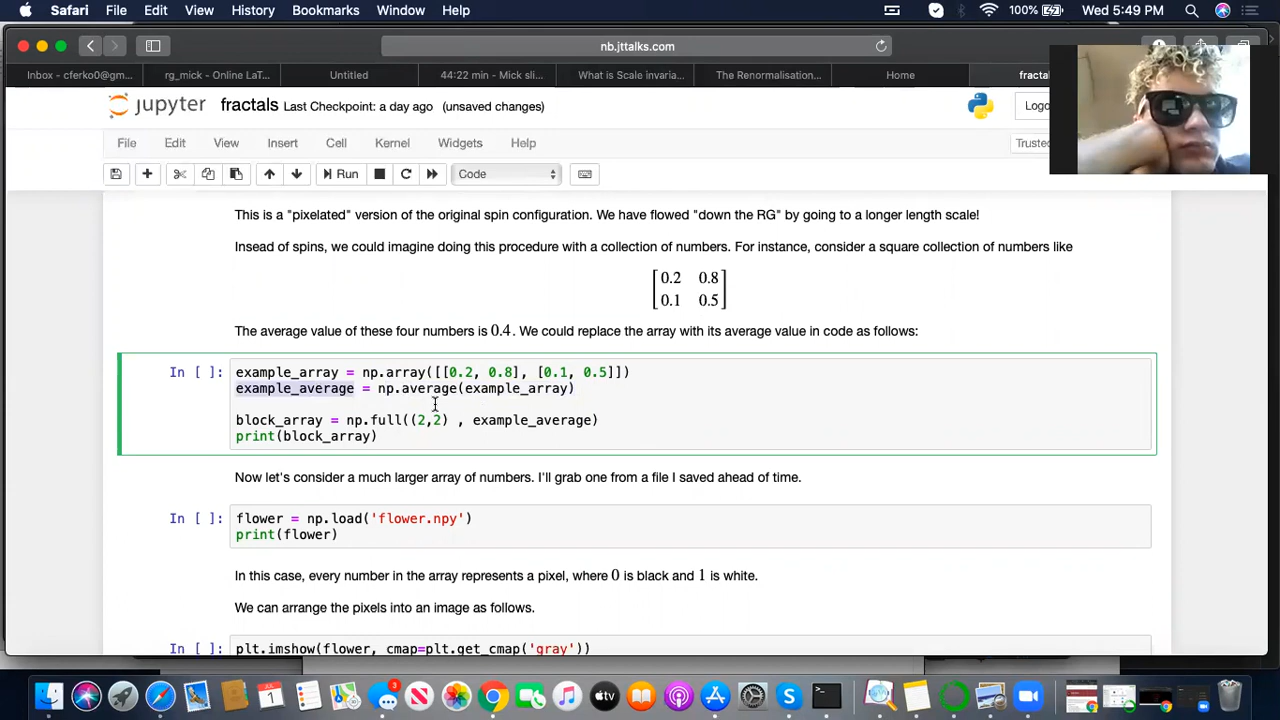 Safari File Edit View History Bookmarks Window Help 100% Wed 5:49 PM
nb.jttalks.com
Inbox - cferko0@gm... rg_mick - Online LaT... Untitled 44:22 min - Mick sli... What is Scale invaria... The Renormalisation... Home fract
jupyter fractals Last Checkpoint: a day ago (unsaved changes) Logo
File Edit View Insert Cell Kernel Widgets Help Trusted
Run Code
This is a "pixelated" version of the original spin configuration. We have flowed "down the RG" by going to a longer length scale!
Insead of spins, we could imagine doing this procedure with a collection of numbers. For instance, consider a square collection of numbers like
0.2 0.8
0.1 0.5
The average value of these four numbers is 0.4. We could replace the array with its average value in code as follows:
In [ ]: example_array = np.array([[0.2, 0.8], [0.1, 0.5]])
example_average = np.average(example_array)
block_array = np.full((2,2) , example_average)
print(block_array)
Now let's consider a much larger array of numbers. I'll grab one from a file I saved ahead of time.
In [ ]: flower = np.load('flower.npy')
print(flower)
In this case, every number in the array represents a pixel, where 0 is black and 1 is white.
We can arrange the pixels into an image as follows.
In [ ]: plt.imshow(flower, cmap=plt.get_cmap('gray'))
3
1